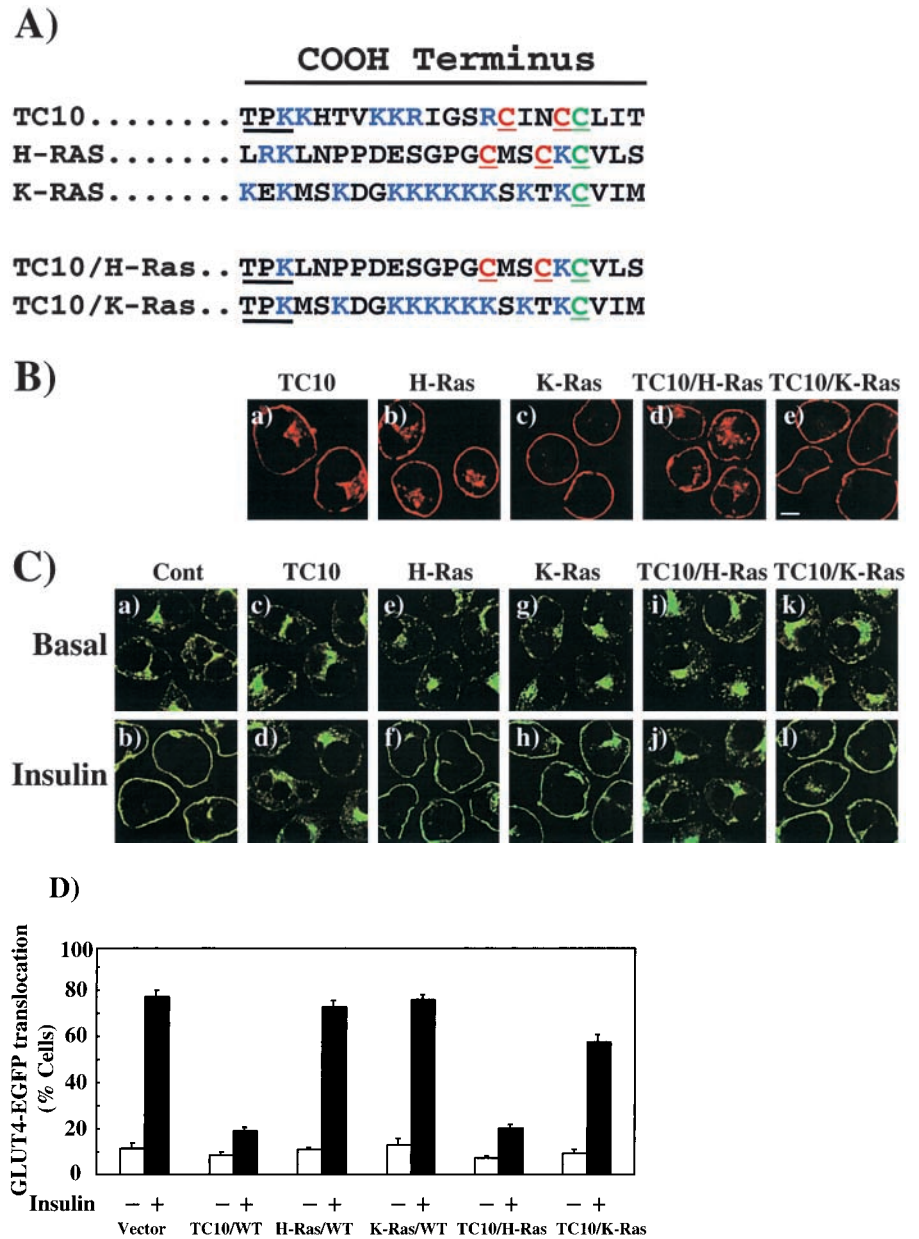 A)
COOH Terminus
TC10........TPKKHTVKKRIGSRCINCCLIT
H-RAS.......LRKLNPPDESGPGCMSCKCVLS
K-RAS.......KEKMSKDGKKKKKKSKTKCVIM
TC10/H-Ras..TPKLNPPDESGPGCMSCKCVLS
TC10/K-Ras..TPKMSKDGKKKKKKSKTKCVIM
B)
TC10 H-Ras K-Ras TC10/H-Ras TC10/K-Ras
a) b) c) d) e)
C)
Cont TC10 H-Ras K-Ras TC10/H-Ras TC10/K-Ras
Basal a) c) e) g) i) k)
Insulin b) d) f) h) j) l)
D)
GLUT4-EGFP translocation
(% Cells)
100
80
60
40
20
0
Insulin − + − + − + − + − + − +
Vector TC10/WT H-Ras/WT K-Ras/WT TC10/H-Ras TC10/K-Ras